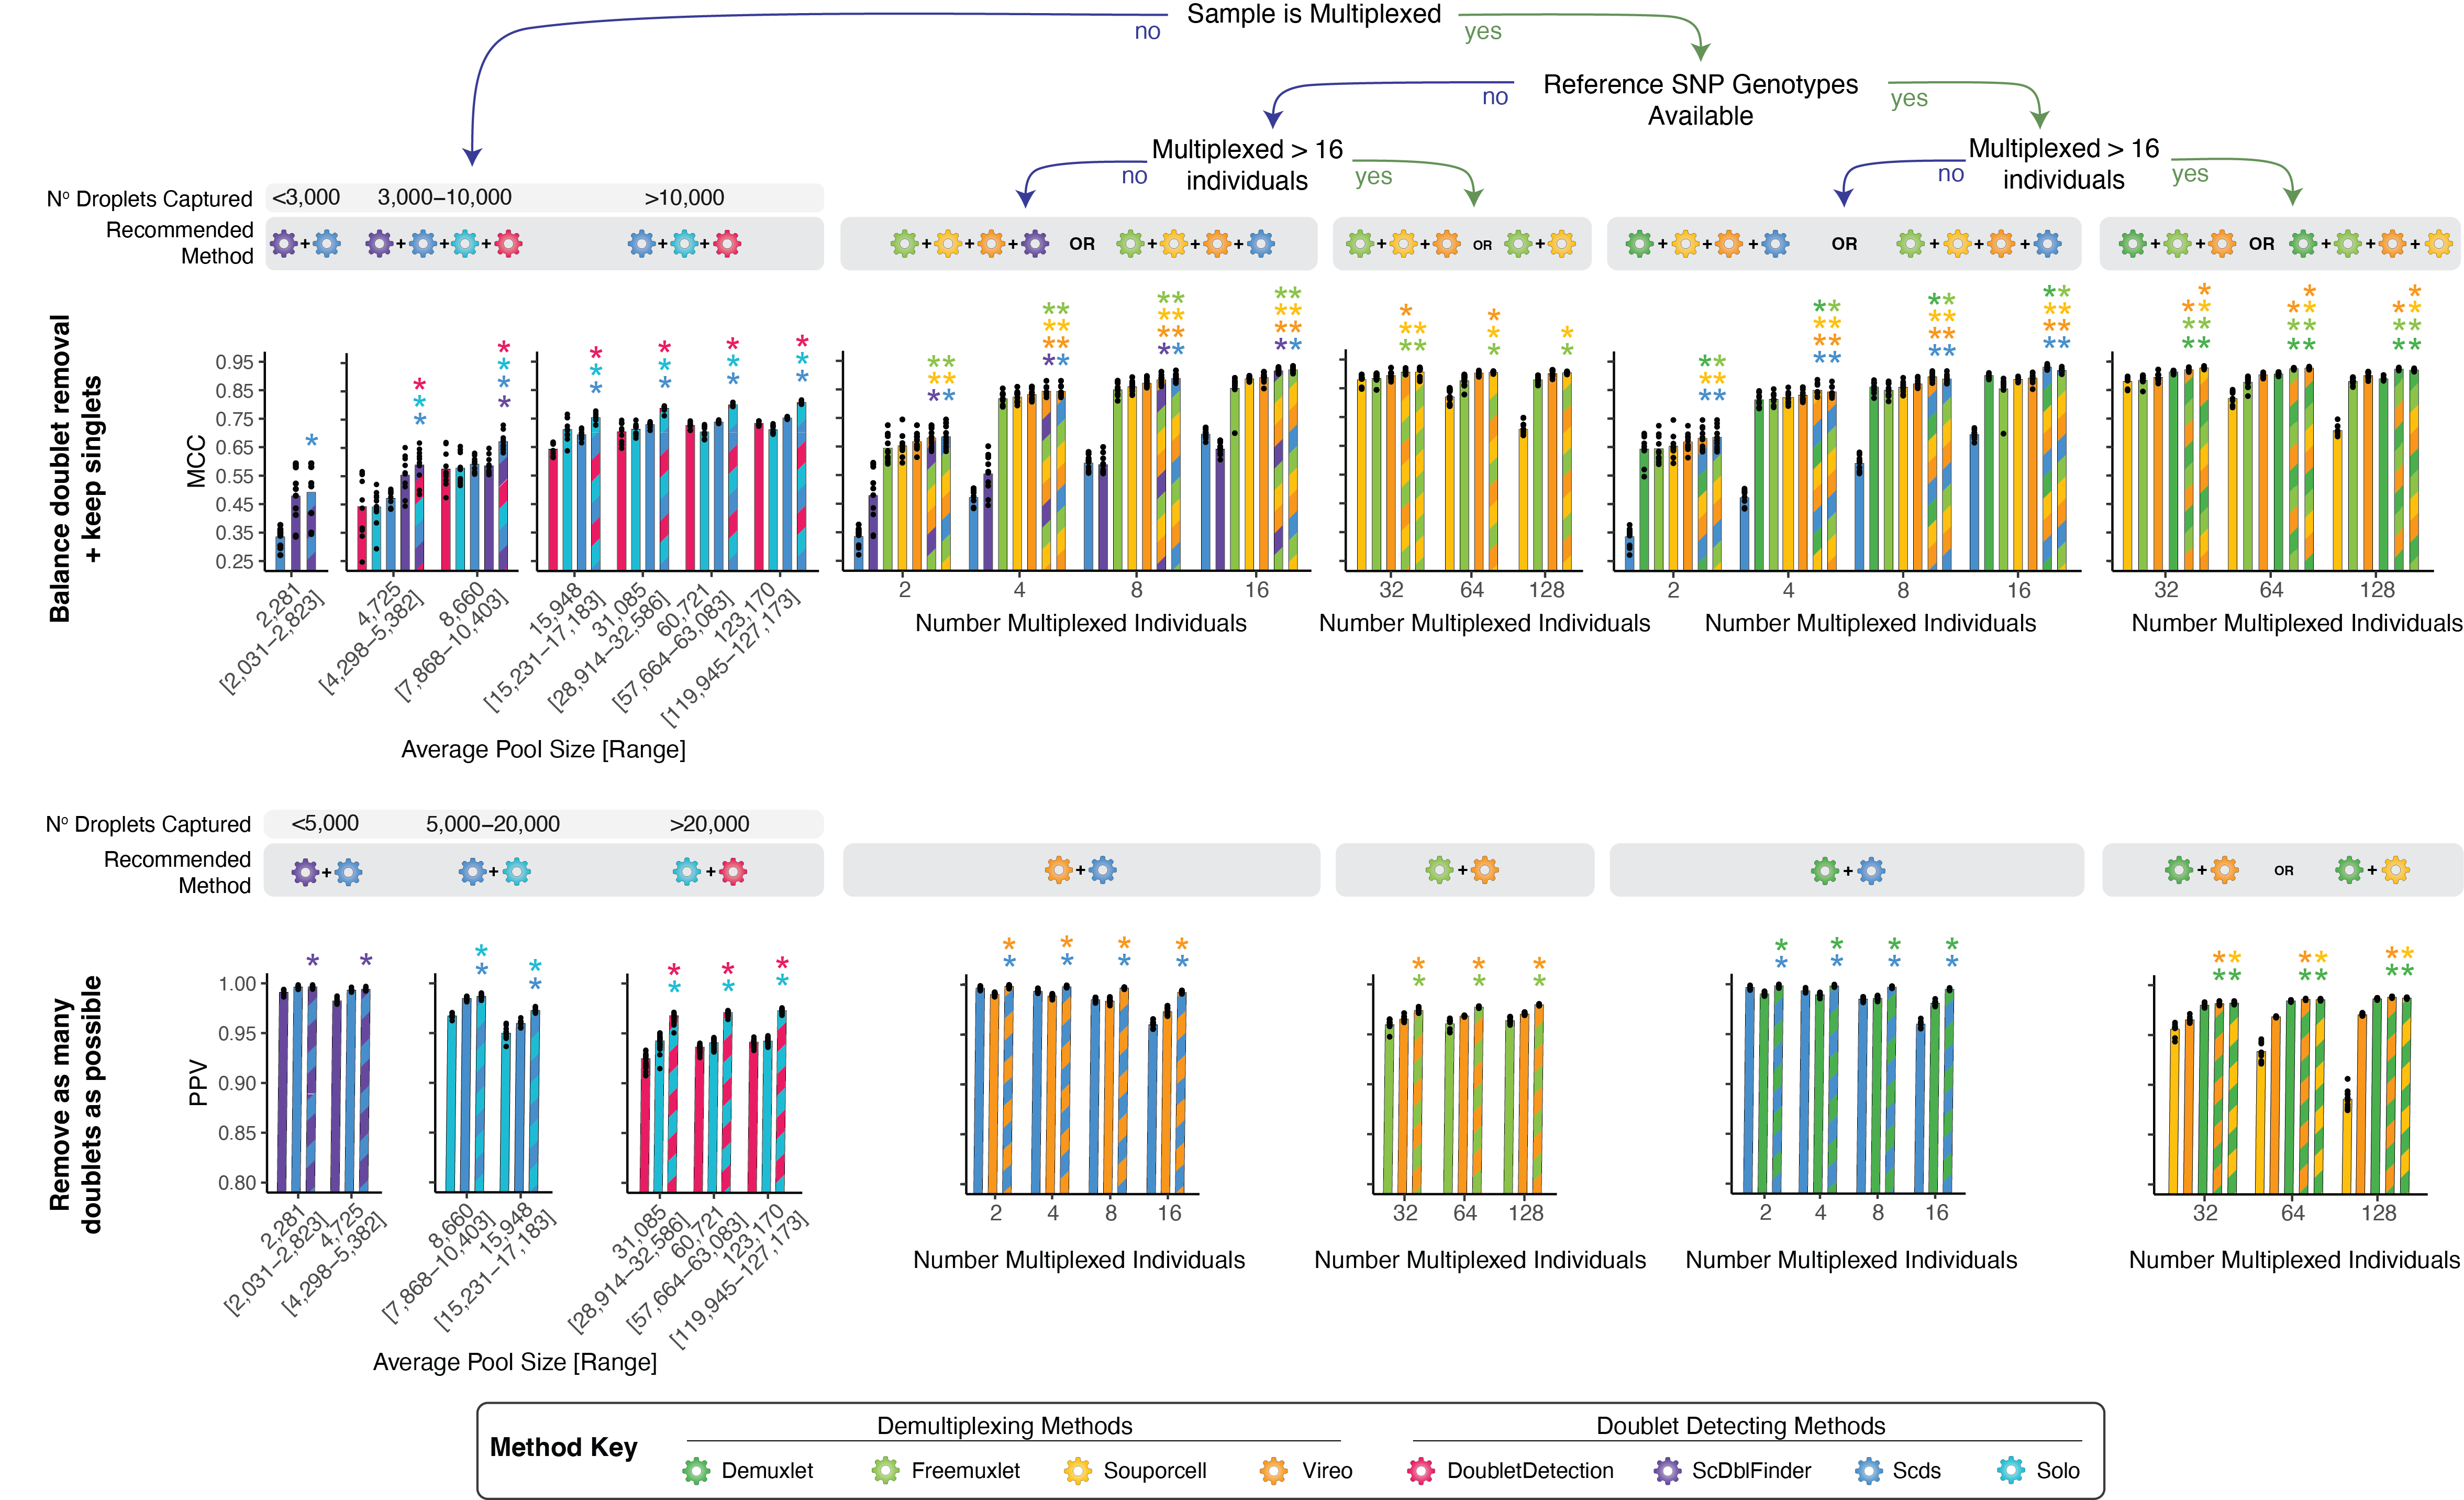 Sample is Multiplexed
no
yes
Reference SNP Genotypes
Available
no
yes
Multiplexed > 16
individuals
no
yes
Multiplexed > 16
individuals
no
yes
Nº Droplets Captured
<3,000
3,000–10,000
>10,000
Recommended
Method
+
+ + +
+ +
+ + + OR + + +
+ + OR +
+ + + OR + + +
+ + OR + + +
Balance doublet removal
+ keep singlets
MCC
0.95
0.85
0.75
0.65
0.55
0.45
0.35
0.25
2,281
[2,031–2,823]
4,725
[4,298–5,382]
8,660
[7,868–10,403]
15,948
[15,231–17,183]
31,085
[28,914–32,586]
60,721
[57,664–63,083]
123,170
[119,945–127,173]
Average Pool Size [Range]
2 4 8 16
Number Multiplexed Individuals
32 64 128
Number Multiplexed Individuals
2 4 8 16
Number Multiplexed Individuals
32 64 128
Number Multiplexed Individuals
Nº Droplets Captured
<5,000
5,000–20,000
>20,000
Recommended
Method
+
+
+
+
+
+
+ OR +
Remove as many
doublets as possible
PPV
1.00
0.95
0.90
0.85
0.80
2,281
[2,031–2,823]
4,725
[4,298–5,382]
8,660
[7,868–10,403]
15,948
[15,231–17,183]
31,085
[28,914–32,586]
60,721
[57,664–63,083]
123,170
[119,945–127,173]
Average Pool Size [Range]
2 4 8 16
Number Multiplexed Individuals
32 64 128
Number Multiplexed Individuals
2 4 8 16
Number Multiplexed Individuals
32 64 128
Number Multiplexed Individuals
Method Key
Demultiplexing Methods
Doublet Detecting Methods
Demuxlet
Freemuxlet
Souporcell
Vireo
DoubletDetection
ScDblFinder
Scds
Solo